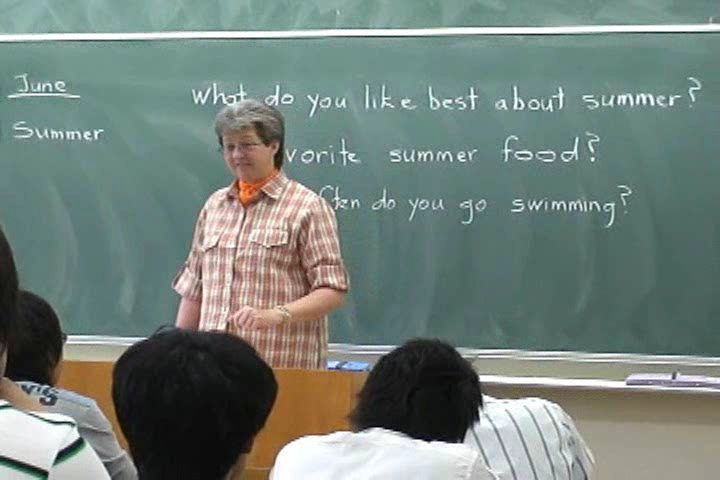 June
Summer
What do you like best about summer?
vorite summer food?
ften do you go swimming?